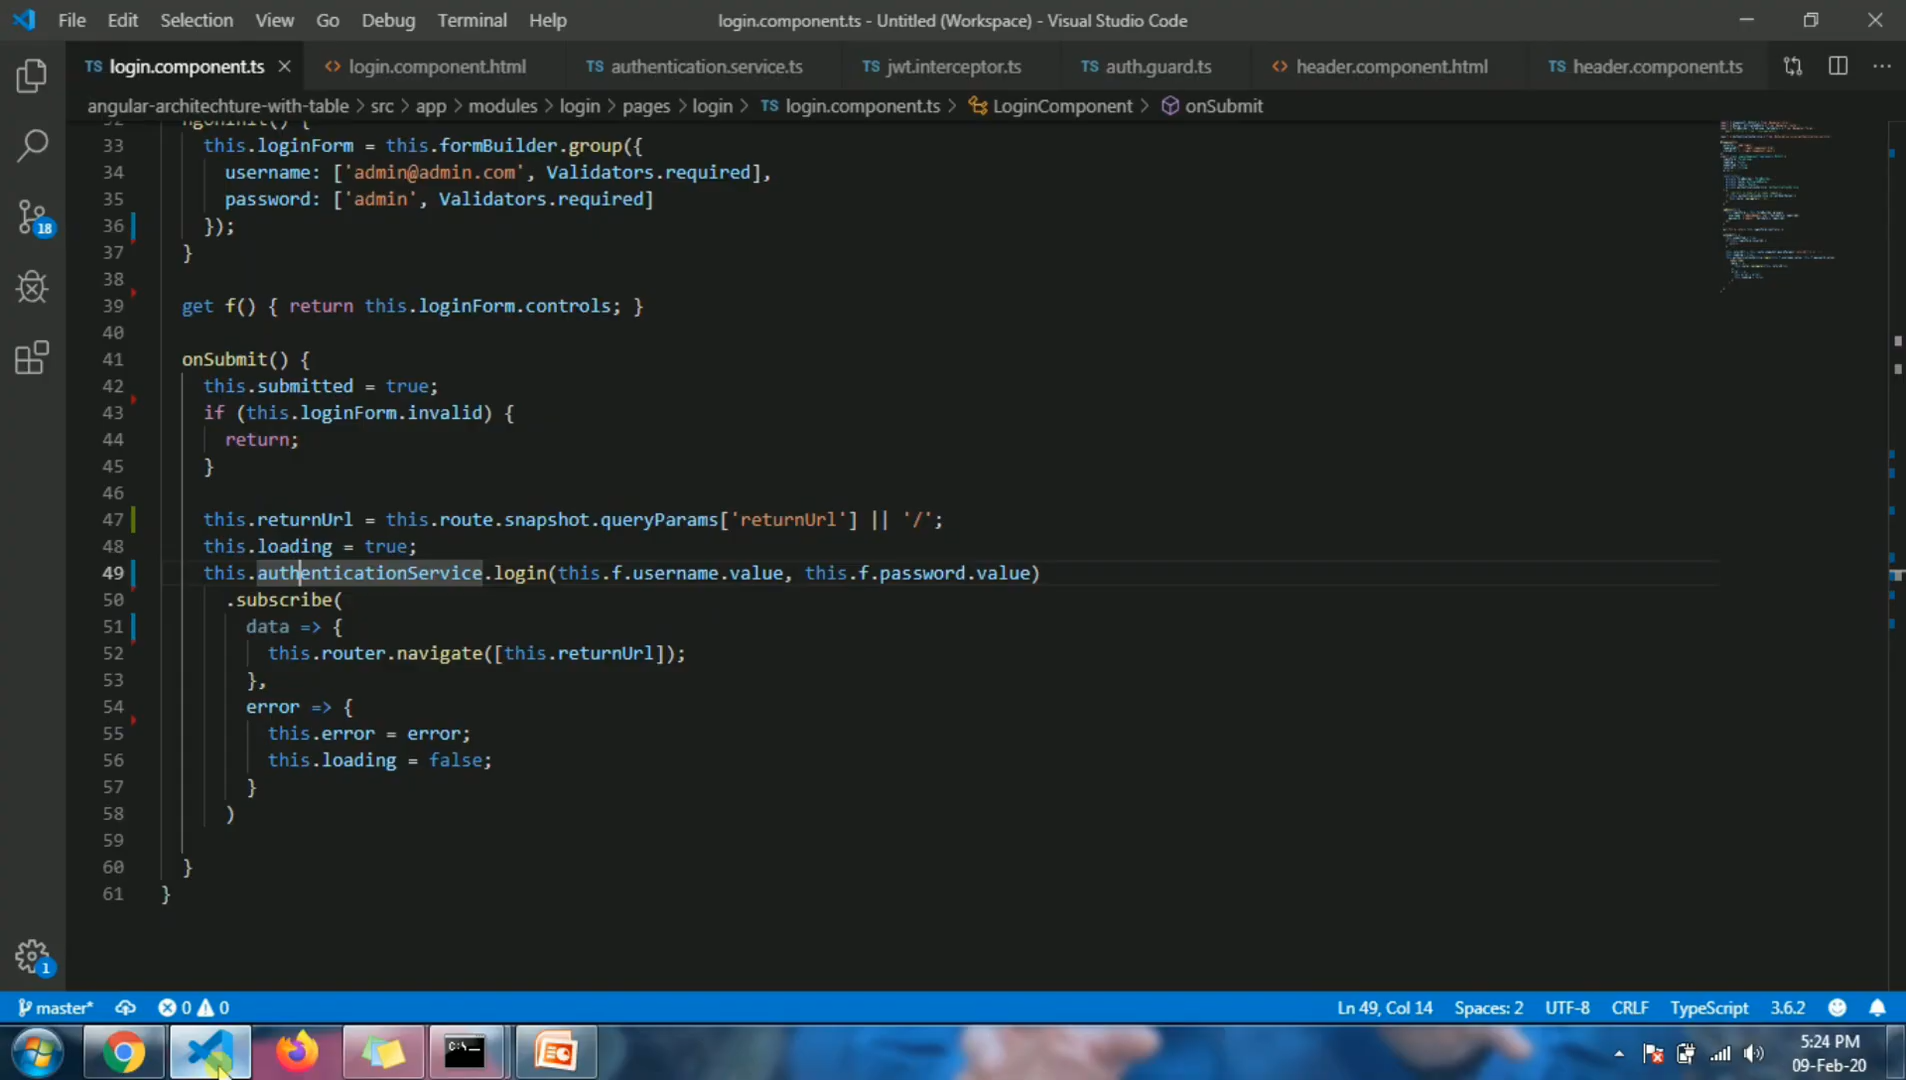 File Edit Selection View Go Debug Terminal Help login.component.ts - Untitled (Workspace) - Visual Studio Code
TS login.component.ts login.component.html TS authentication.service.ts TS jwt.interceptor.ts TS auth.guard.ts header.component.html TS header.component.ts
angular-architechture-with-table > src > app > modules > login > pages > login > TS login.component.ts > LoginComponent > onSubmit
32 ngOnInit() {
33 this.loginForm = this.formBuilder.group({
34 username: ['admin@admin.com', Validators.required],
35 password: ['admin', Validators.required]
36 });
37 }
38
39 get f() { return this.loginForm.controls; }
40
41 onSubmit() {
42 this.submitted = true;
43 if (this.loginForm.invalid) {
44 return;
45 }
46
47 this.returnUrl = this.route.snapshot.queryParams['returnUrl'] || '/';
48 this.loading = true;
49 this.authenticationService.login(this.f.username.value, this.f.password.value)
50 .subscribe(
51 data => {
52 this.router.navigate([this.returnUrl]);
53 },
54 error => {
55 this.error = error;
56 this.loading = false;
57 }
58 )
59
60 }
61 }
18
1
master* 0 0 Ln 49, Col 14 Spaces: 2 UTF-8 CRLF TypeScript 3.6.2
C:\. 5:24 PM
09-Feb-20